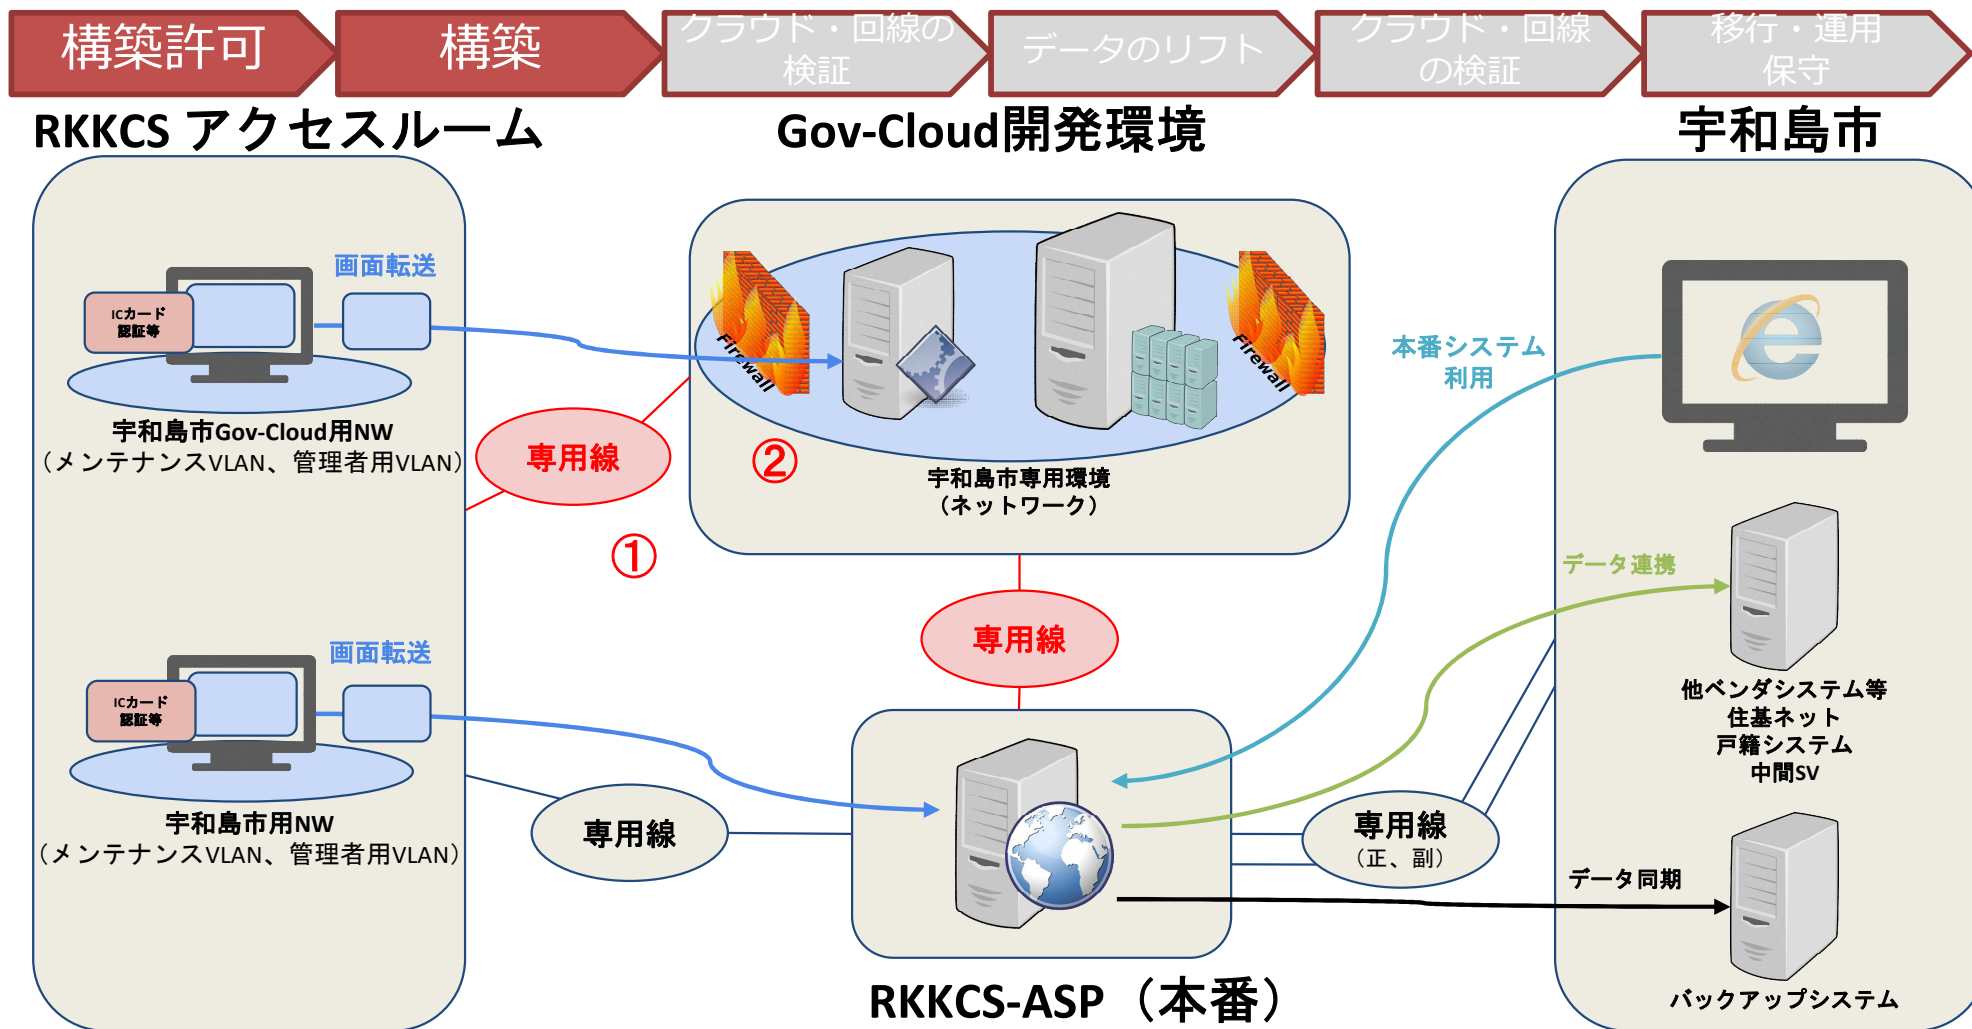 構築許可
構築
クラウド・回線の
検証
データのリフト
クラウド・回線
の検証
移行・運用
保守
RKKCS アクセスルーム
Gov-Cloud開発環境
宇和島市
画面転送
ICカード
認証等
宇和島市Gov-Cloud用NW
（メンテナンスVLAN、管理者用VLAN）
専用線
①
Firewall
Firewall
②
宇和島市専用環境
（ネットワーク）
本番システム
利用
データ連携
専用線
画面転送
ICカード
認証等
宇和島市用NW
（メンテナンスVLAN、管理者用VLAN）
専用線
専用線
（正、副）
他ベンダシステム等
住基ネット
戸籍システム
中間SV
データ同期
バックアップシステム
RKKCS-ASP（本番）